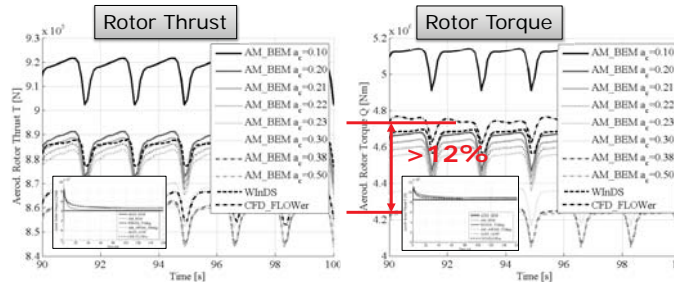 Rotor Thrust
Rotor Torque
9.3 x 10
9.2
9.1
9
8.9
8.8
8.7
8.6
8.5
8.4
90 92 94 96 98 100
Time [s]
Aerod. Rotor Thrust T [N]
AM_BEM a_c=0.10
AM_BEM a_c=0.20
AM_BEM a_c=0.21
AM_BEM a_c=0.22
AM_BEM a_c=0.23
AM_BEM a_c=0.30
AM_BEM a_c=0.38
AM_BEM a_c=0.50
WInDS
CFD_FLOWer
5.2 x 10
5
4.8
4.6
4.4
4.2
4
90 92 94 96 98
Time [s]
Aerod. Rotor Torque Q [Nm]
>12%
AM_BEM a_c=0.10
AM_BEM a_c=0.20
AM_BEM a_c=0.21
AM_BEM a_c=0.22
AM_BEM a_c=0.23
AM_BEM a_c=0.30
AM_BEM a_c=0.38
AM_BEM a_c=0.50
WInDS
CFD_FLOWer